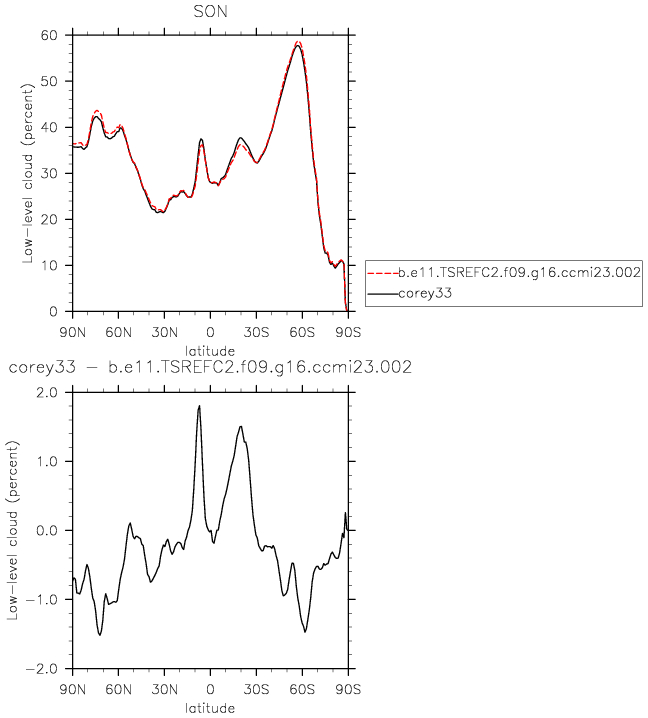 SON
60
50
40
30
20
10
0
Low-level cloud (percent)
90N 60N 30N 0 30S 60S 90S
latitude
b.e11.TSREFC2.f09.g16.ccmi23.002
corey33
corey33 - b.e11.TSREFC2.f09.g16.ccmi23.002
2.0
1.0
0.0
-1.0
-2.0
Low-level cloud (percent)
90N 60N 30N 0 30S 60S 90S
latitude